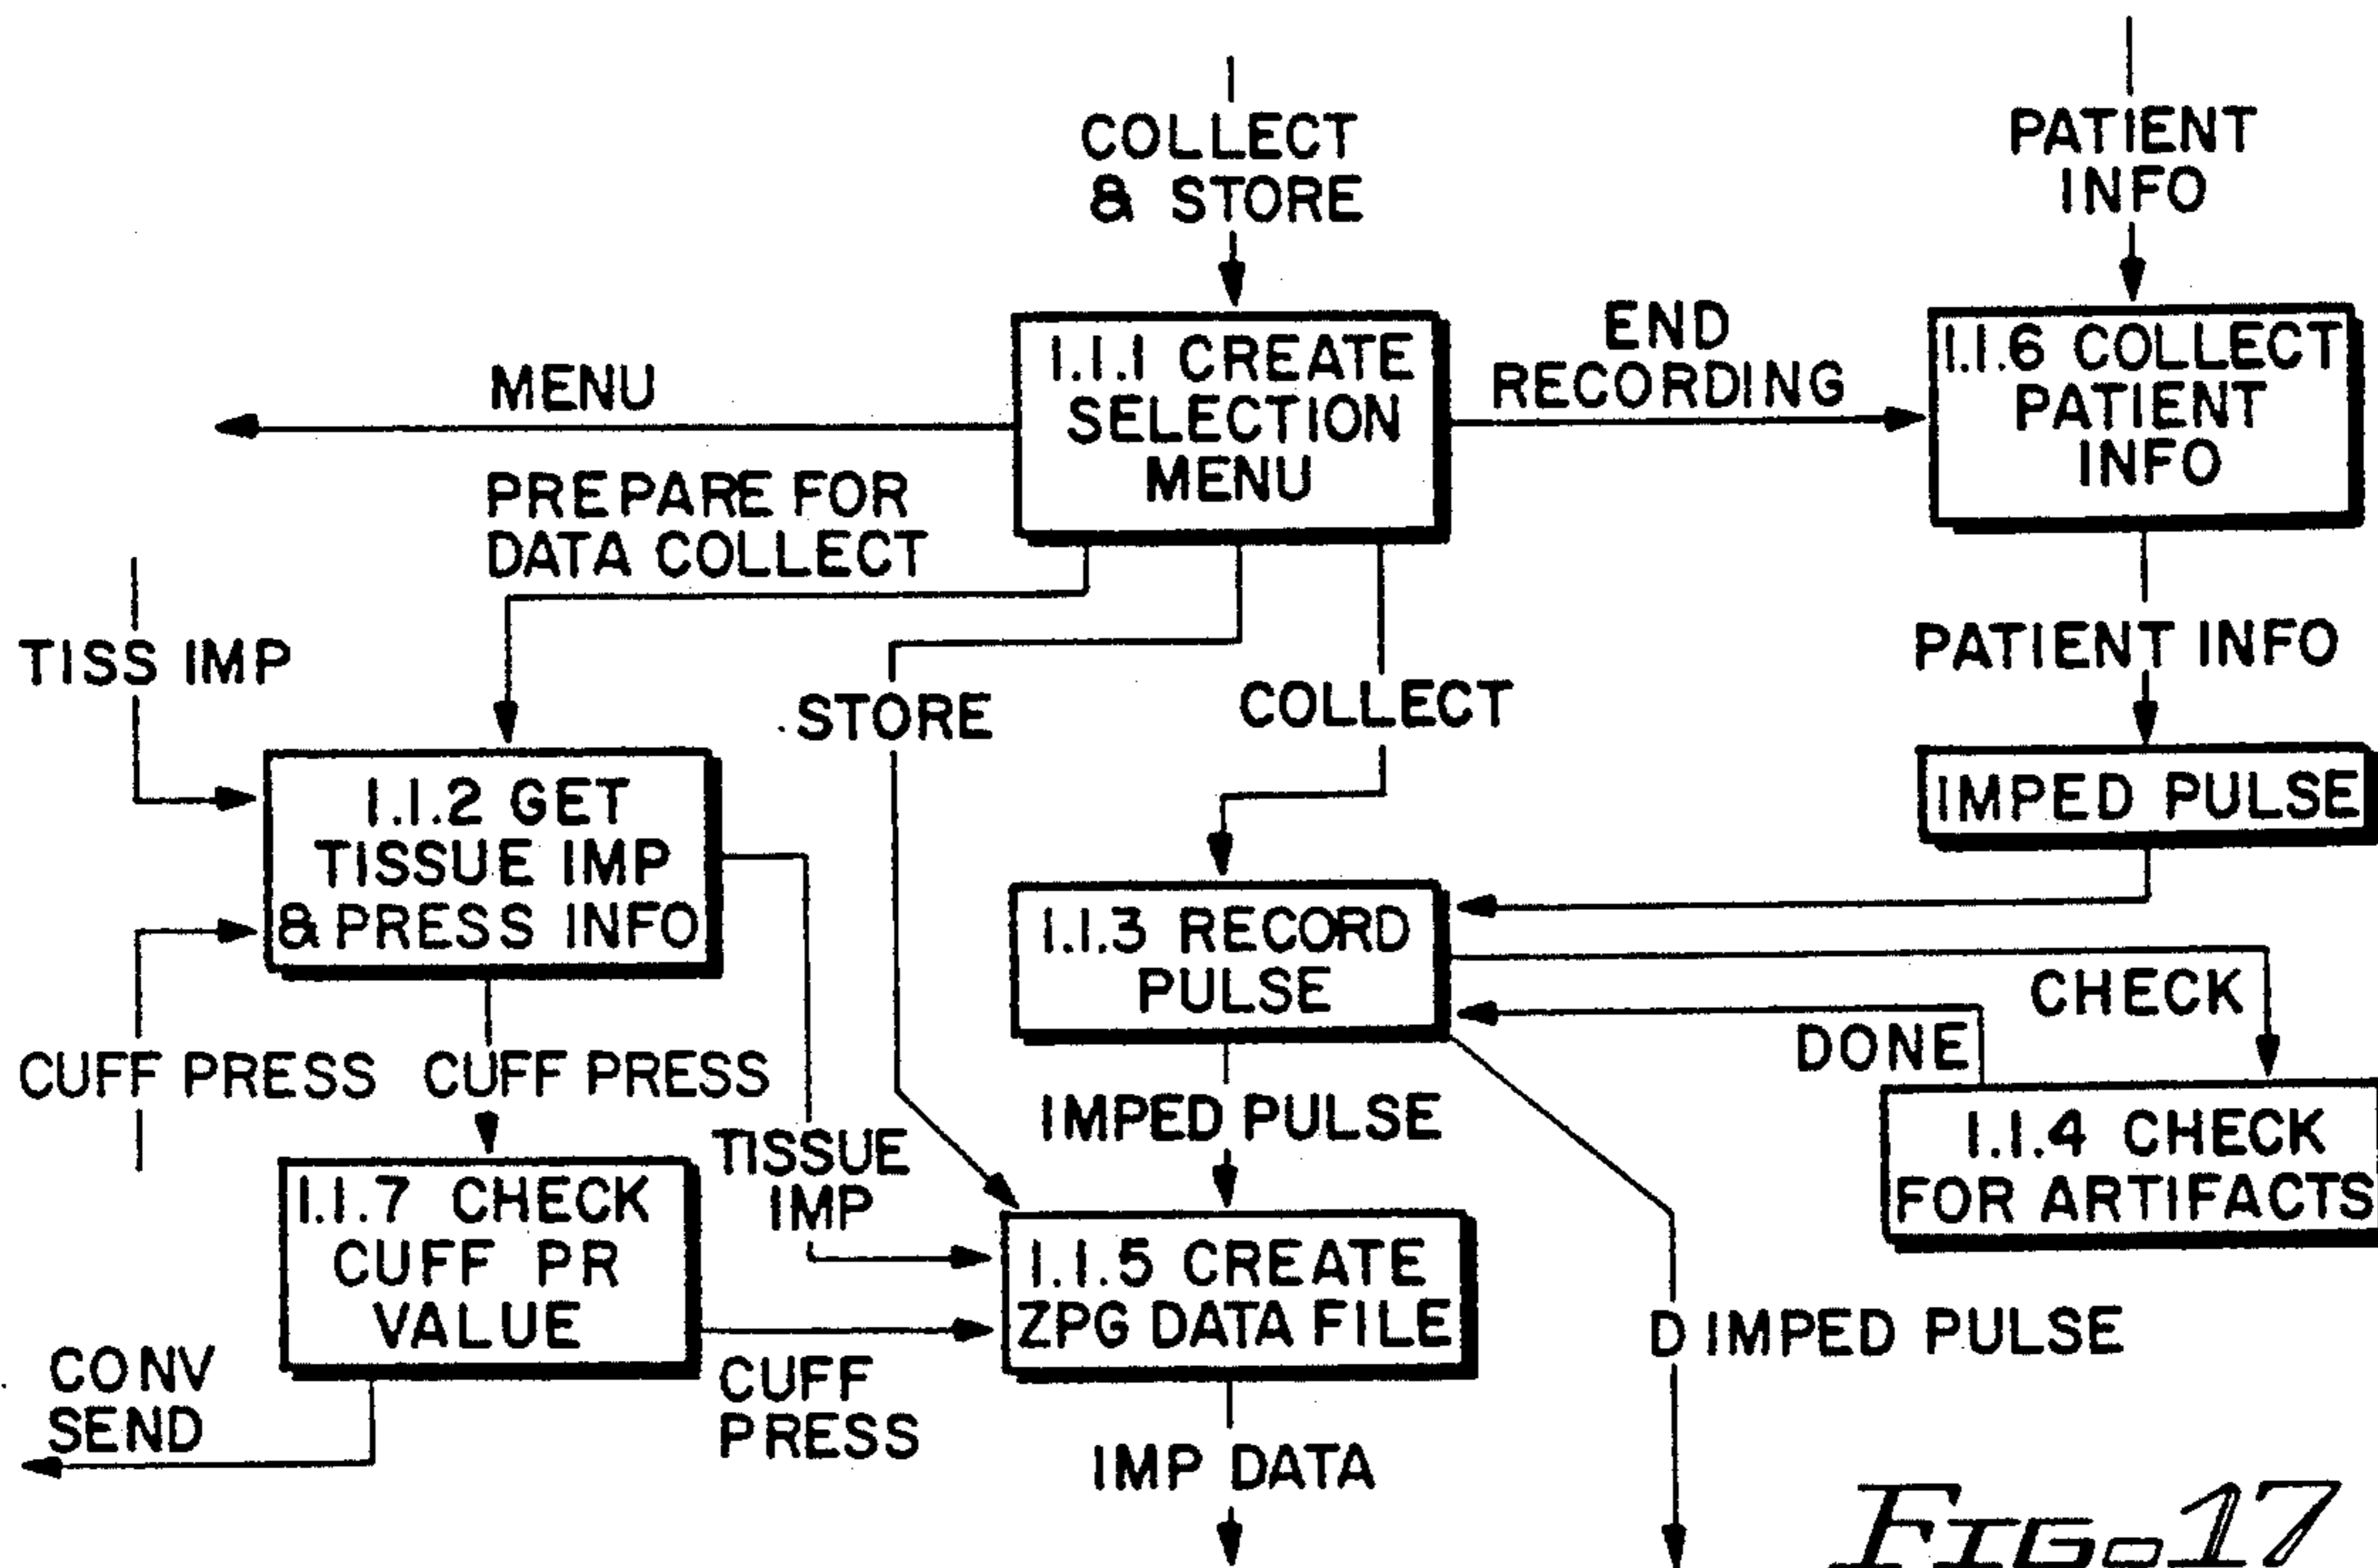 COLLECT
& STORE
PATIENT
INFO
MENU
1.1.1 CREATE
SELECTION
MENU
END
RECORDING
1.1.6 COLLECT
PATIENT
INFO
PREPARE FOR
DATA COLLECT
TISS IMP
STORE
COLLECT
PATIENT INFO
IMPED PULSE
1.1.2 GET
TISSUE IMP
& PRESS INFO
1.1.3 RECORD
PULSE
CHECK
DONE
CUFF PRESS
CUFF PRESS
TISSUE
IMP
IMPED PULSE
1.1.4 CHECK
FOR ARTIFACTS
1.1.7 CHECK
CUFF PR
VALUE
1.1.5 CREATE
ZPG DATA FILE
D IMPED PULSE
CONV
SEND
CUFF
PRESS
IMP DATA
FIG. 17